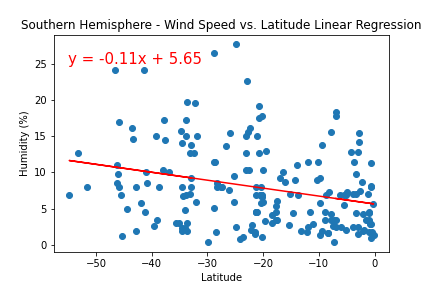 Southern Hemisphere - Wind Speed vs. Latitude Linear Regression
y = -0.11x + 5.65
25
20
15
10
5
0
Humidity (%)
−50 −40 −30 −20 −10 0
Latitude